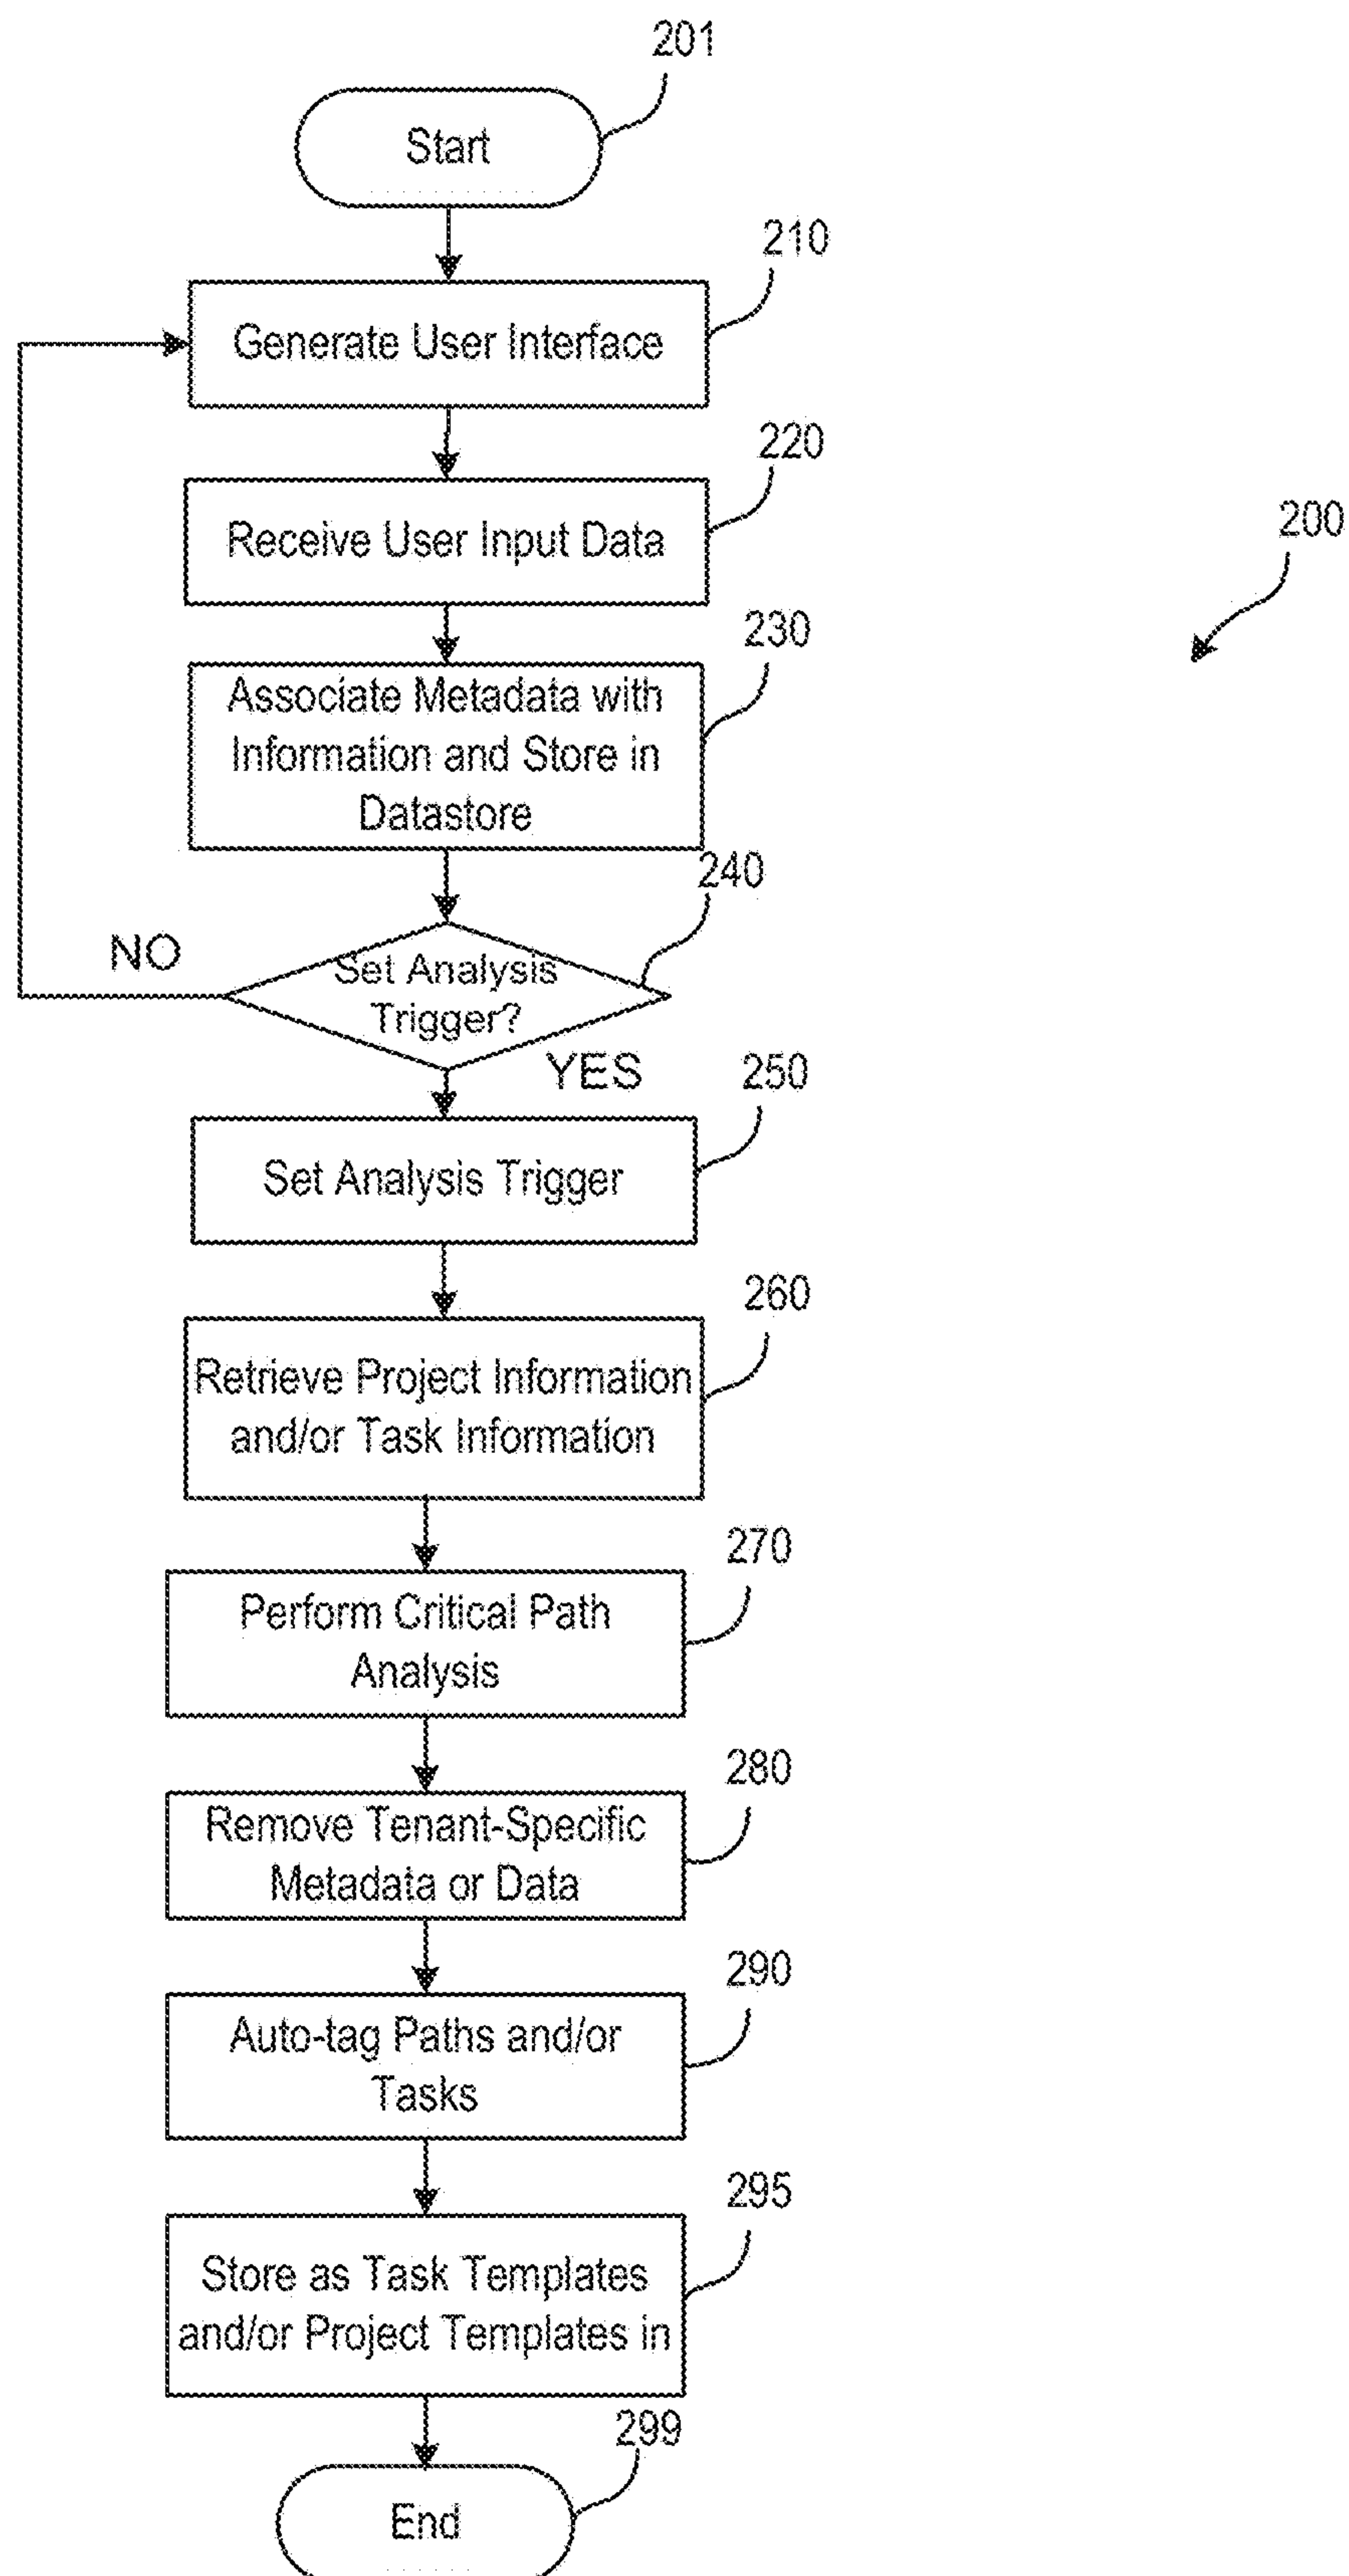 201
Start
210
Generate User Interface
220
Receive User Input Data
200
230
Associate Metadata with
Information and Store in
Datastore
240
NO
Set Analysis
Trigger?
YES
250
Set Analysis Trigger
260
Retrieve Project Information
and/or Task Information
270
Perform Critical Path
Analysis
280
Remove Tenant-Specific
Metadata or Data
290
Auto-tag Paths and/or
Tasks
295
Store as Task Templates
and/or Project Templates in
299
End